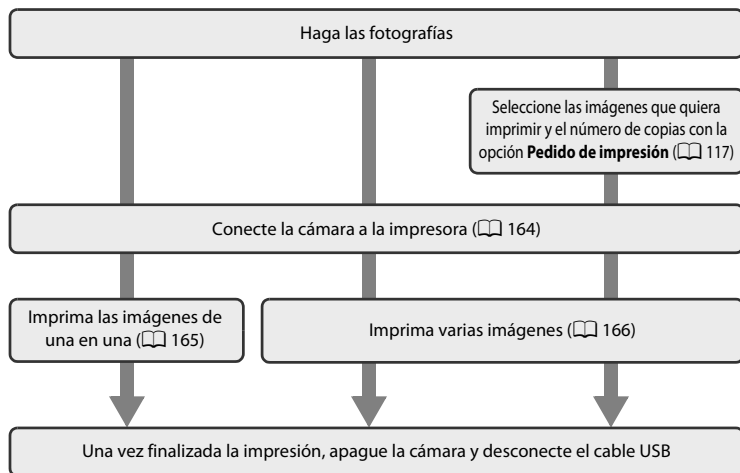 Haga las fotografías
Seleccione las imágenes que quiera
imprimir y el número de copias con la
opción Pedido de impresión (📖 117)
Conecte la cámara a la impresora (📖 164)
Imprima las imágenes de
una en una (📖 165)
Imprima varias imágenes (📖 166)
Una vez finalizada la impresión, apague la cámara y desconecte el cable USB